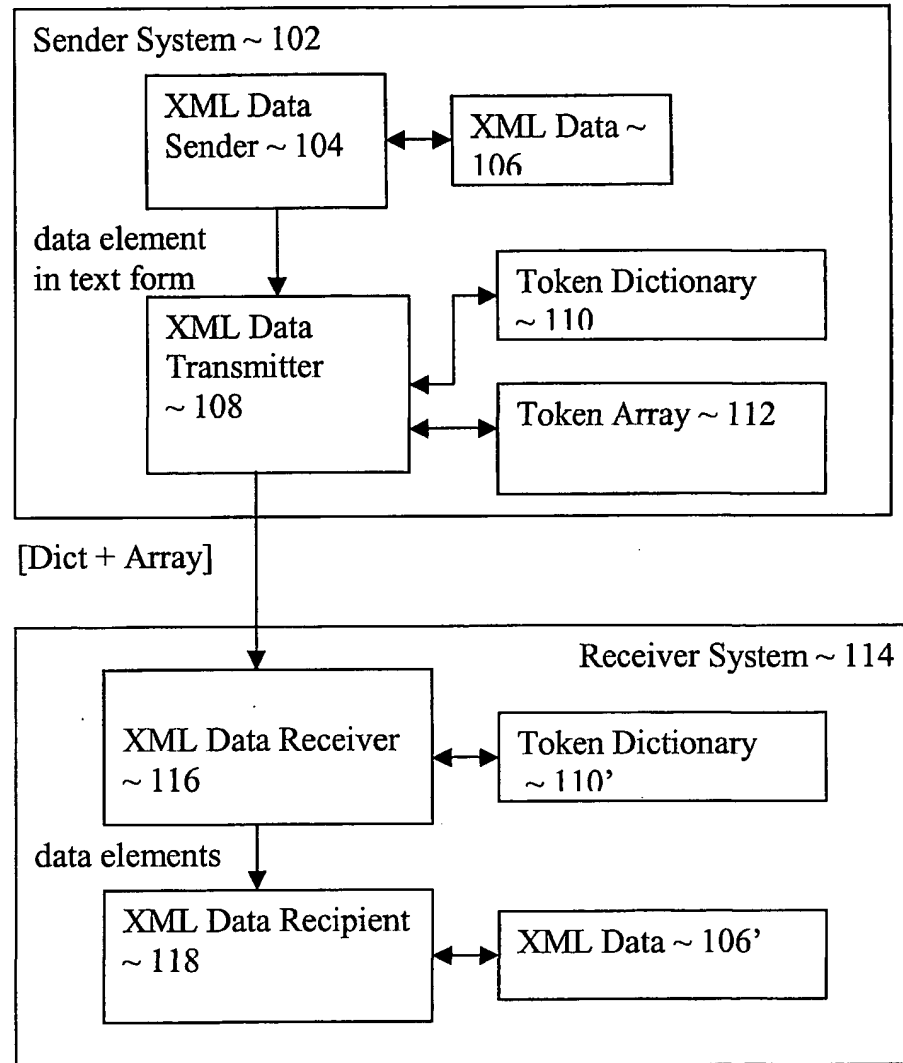 Sender System ~ 102
XML Data
Sender ~ 104
XML Data ~
106
data element
in text form
XML Data
Transmitter
~ 108
Token Dictionary
~ 110
Token Array ~ 112
[Dict + Array]
Receiver System ~ 114
XML Data Receiver
~ 116
Token Dictionary
~ 110’
data elements
XML Data Recipient
~ 118
XML Data ~ 106’